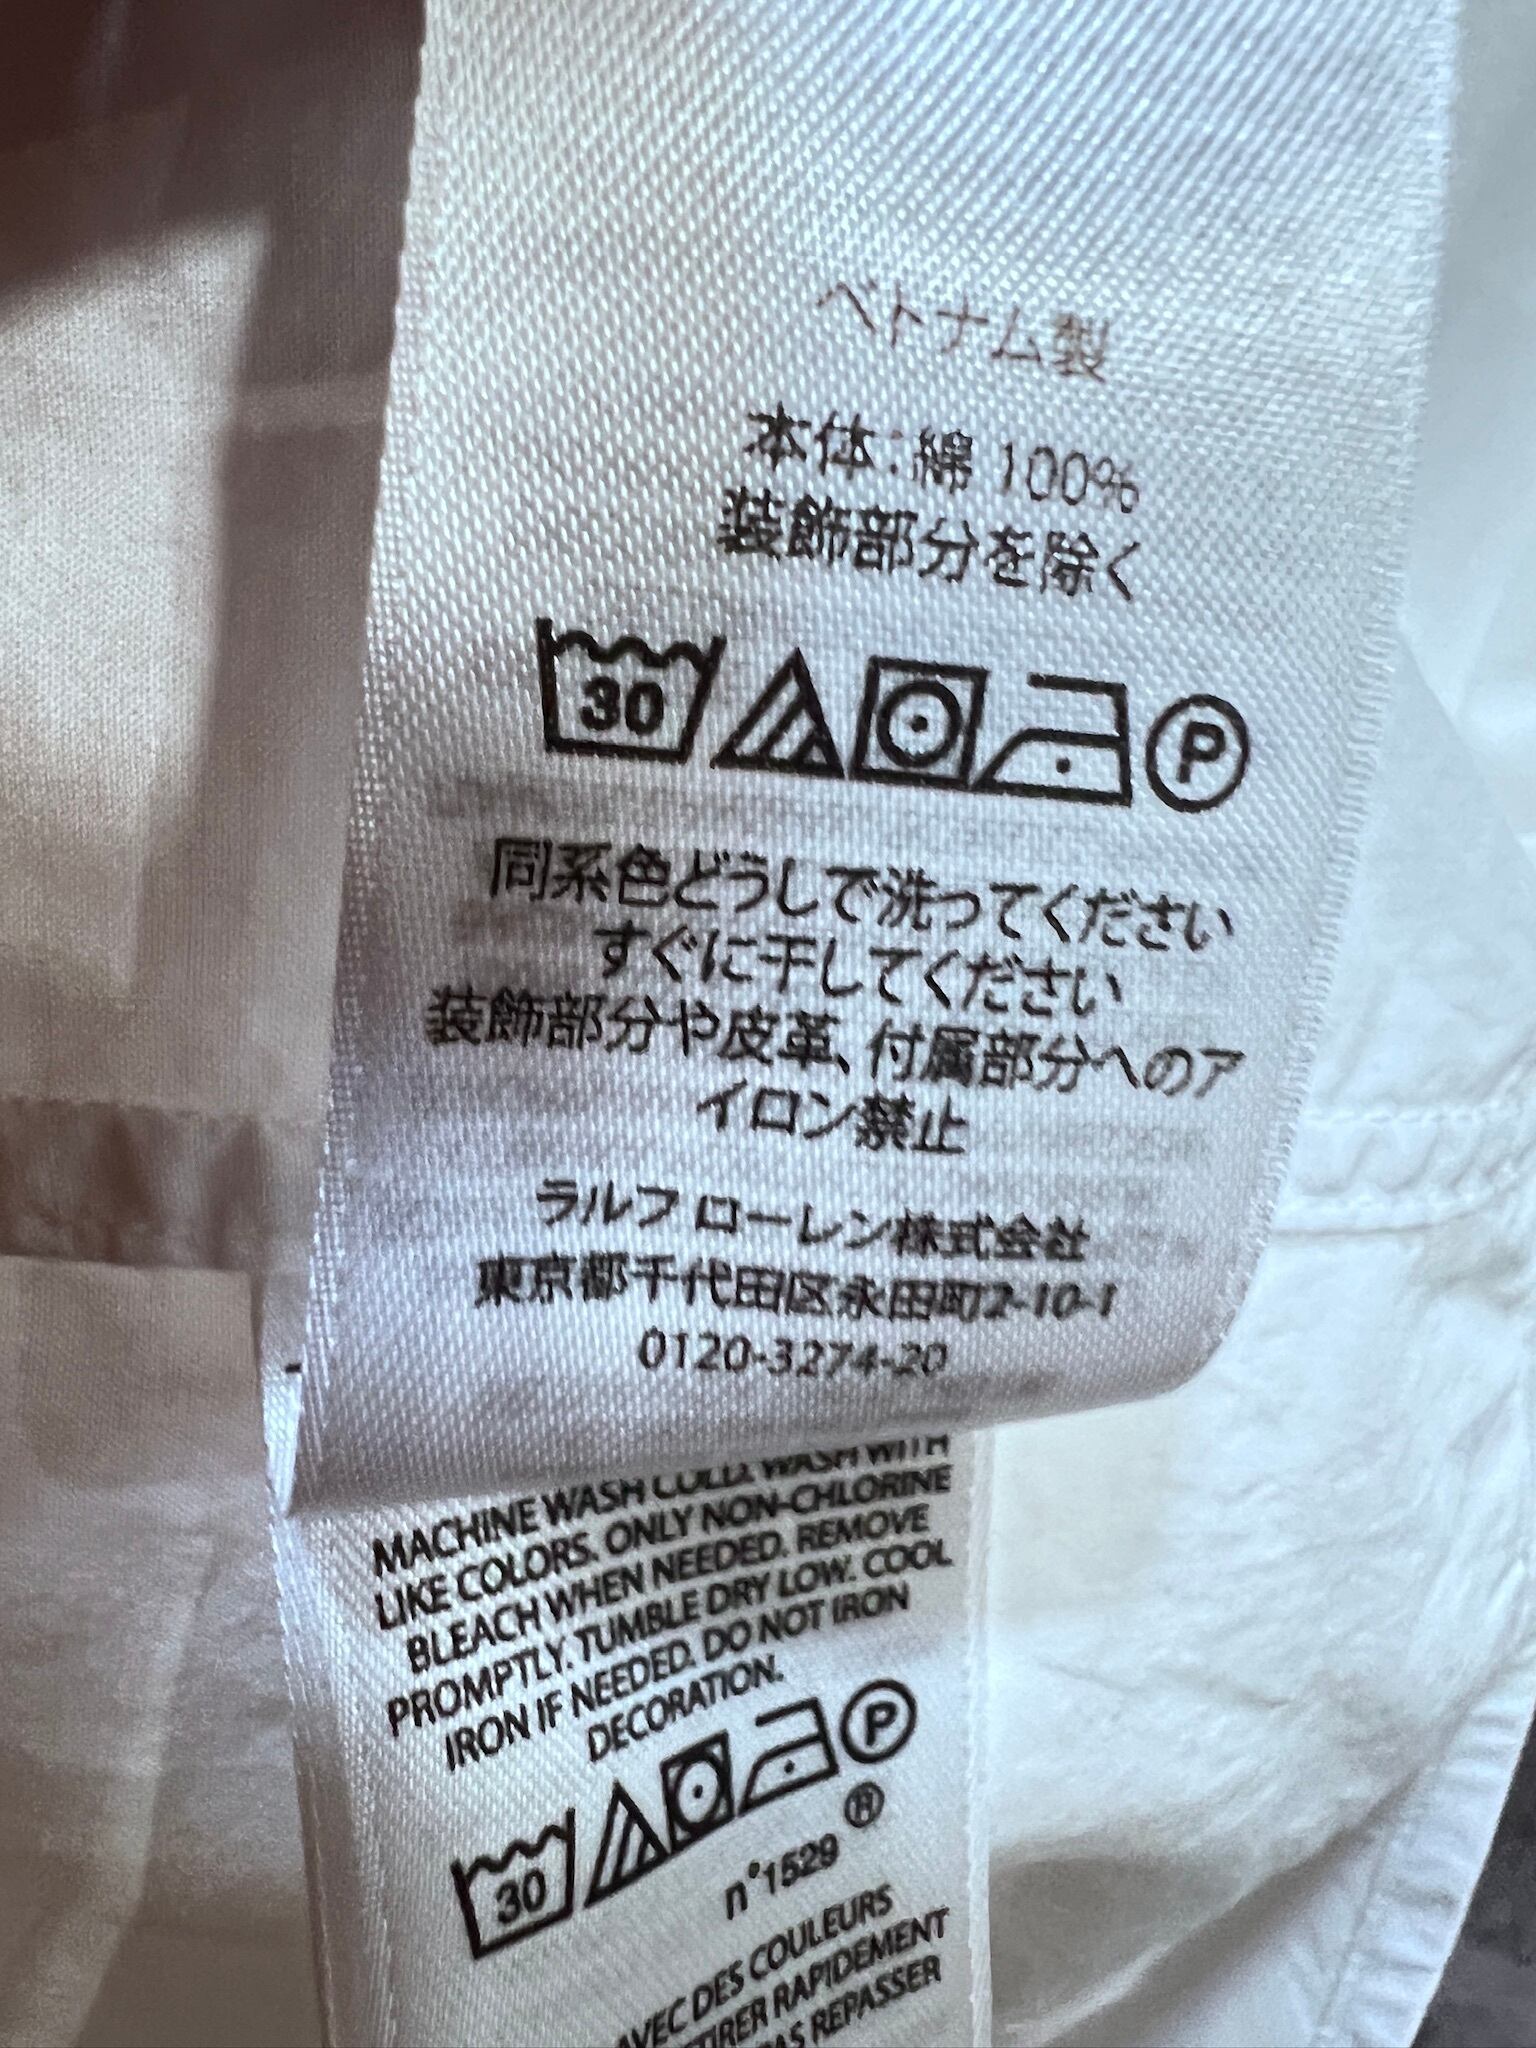 ベトナム製
本体:綿 100%
装飾部分を除く
30 P
同系色どうしで洗ってください
すぐに干してください
装飾部分や皮革、付属部分へのア
イロン禁止
ラルフ ローレン株式会社
東京都千代田区永田町2-10-1
0120-3274-20
MACHINE WASH COLD. WASH WITH
LIKE COLORS. ONLY NON-CHLORINE
BLEACH WHEN NEEDED. REMOVE
PROMPTLY. TUMBLE DRY LOW. COOL
IRON IF NEEDED. DO NOT IRON
DECORATION.
30 P
®
n°1529
AVEC DES COULEURS
RAPIDEMENT
REPASSER